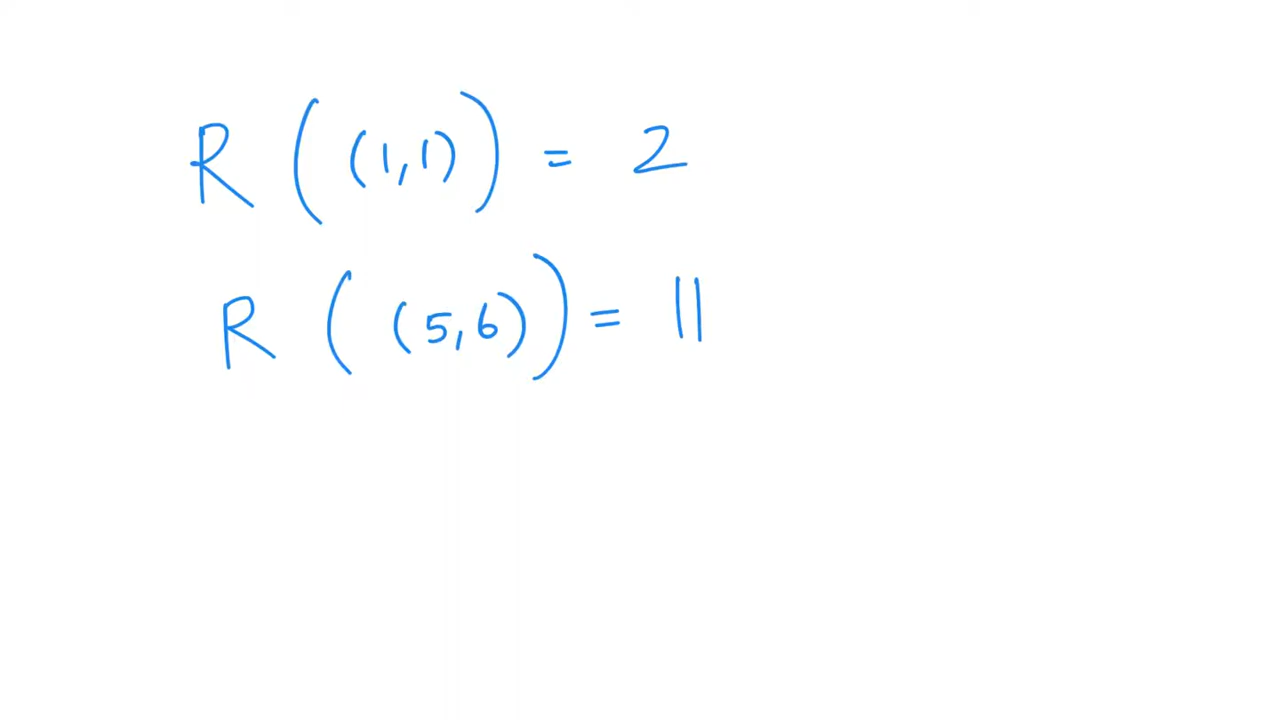 R ( (1,1) ) = 2
R ( (5,6) ) = 11